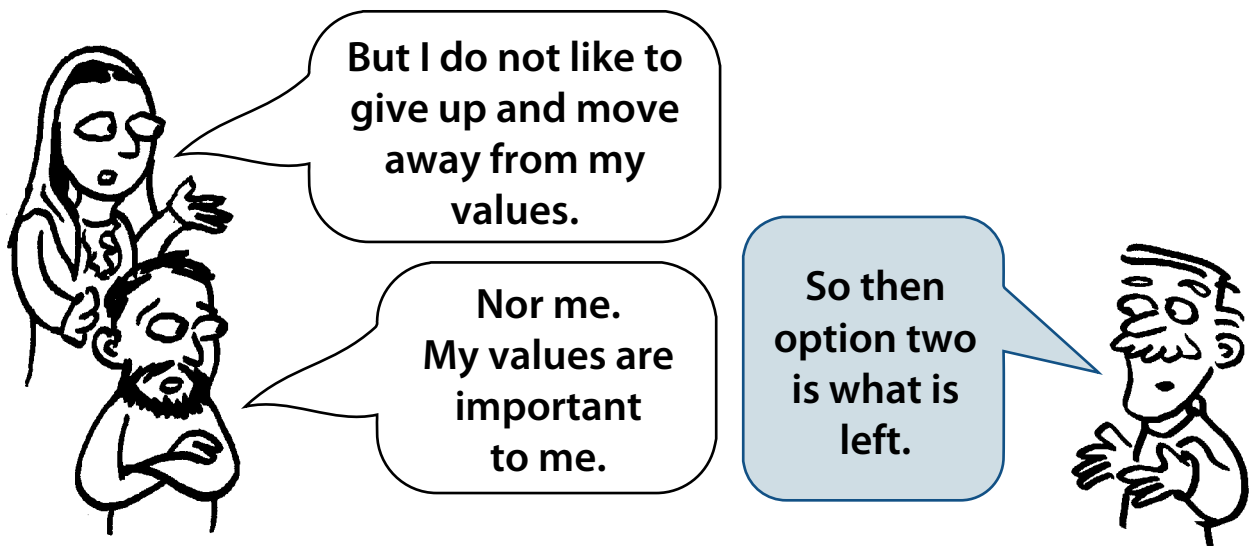 But I do not like to
give up and move
away from my
values.
Nor me.
My values are
important
to me.
So then
option two
is what is
left.